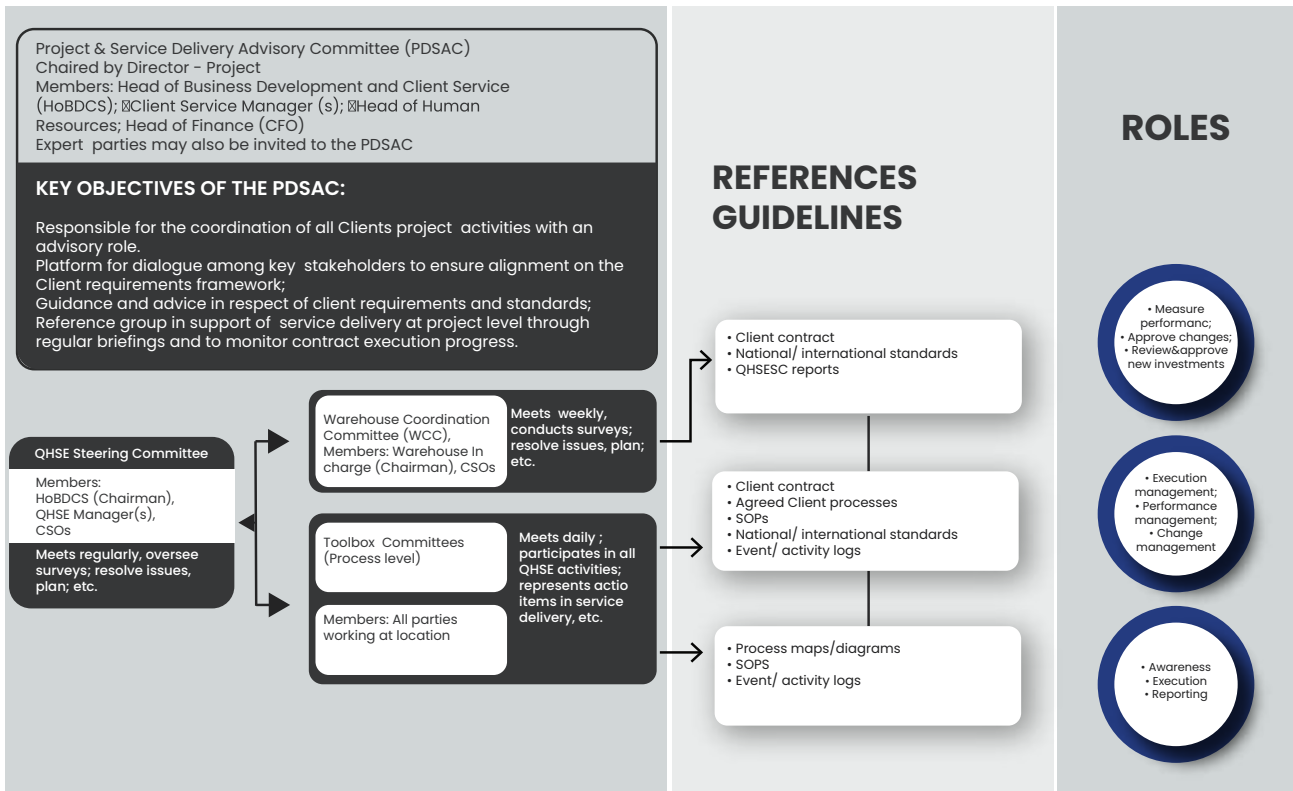 Project & Service Delivery Advisory Committee (PDSAC)
Chaired by Director - Project
Members: Head of Business Development and Client Service
(HoBDCS); Client Service Manager (s); Head of Human
Resources; Head of Finance (CFO)
Expert parties may also be invited to the PDSAC
KEY OBJECTIVES OF THE PDSAC:
Responsible for the coordination of all Clients project activities with an
advisory role.
Platform for dialogue among key stakeholders to ensure alignment on the
Client requirements framework;
Guidance and advice in respect of client requirements and standards;
Reference group in support of service delivery at project level through
regular briefings and to monitor contract execution progress.
QHSE Steering Committee
Members:
HoBDCS (Chairman),
QHSE Manager(s),
CSOs
Meets regularly, oversee
surveys; resolve issues,
plan; etc.
Warehouse Coordination
Committee (WCC),
Members: Warehouse In
charge (Chairman), CSOs
Meets weekly,
conducts surveys;
resolve issues, plan;
etc.
Toolbox Committees
(Process level)
Members: All parties
working at location
Meets daily ;
participates in all
QHSE activities;
represents actio
items in service
delivery, etc.
REFERENCES
GUIDELINES
• Client contract
• National/ international standards
• QHSESC reports
• Client contract
• Agreed Client processes
• SOPs
• National/ international standards
• Event/ activity logs
• Process maps/diagrams
• SOPS
• Event/ activity logs
ROLES
• Measure
performanc;
• Approve changes;
• Review&approve
new investments
• Execution
management;
• Performance
management;
• Change
management
• Awareness
• Execution
• Reporting